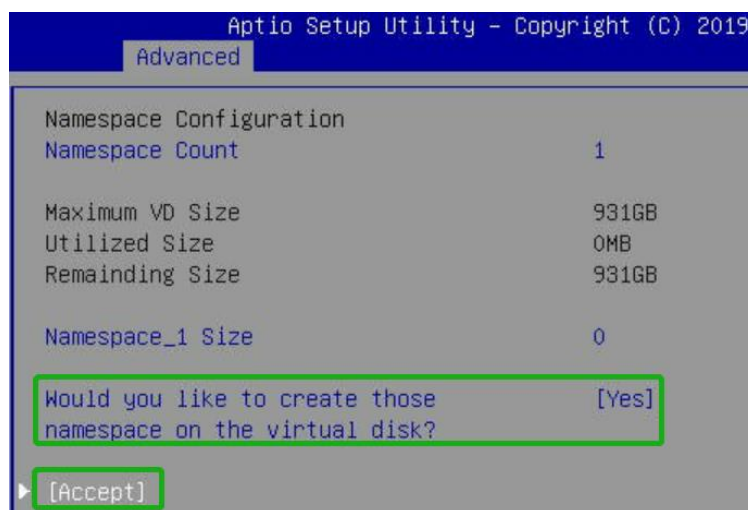 Aptio Setup Utility – Copyright (C) 2019
Advanced
Namespace Configuration
Namespace Count 1
Maximum VD Size 931GB
Utilized Size 0MB
Remainding Size 931GB
Namespace_1 Size 0
Would you like to create those [Yes]
namespace on the virtual disk?
[Accept]